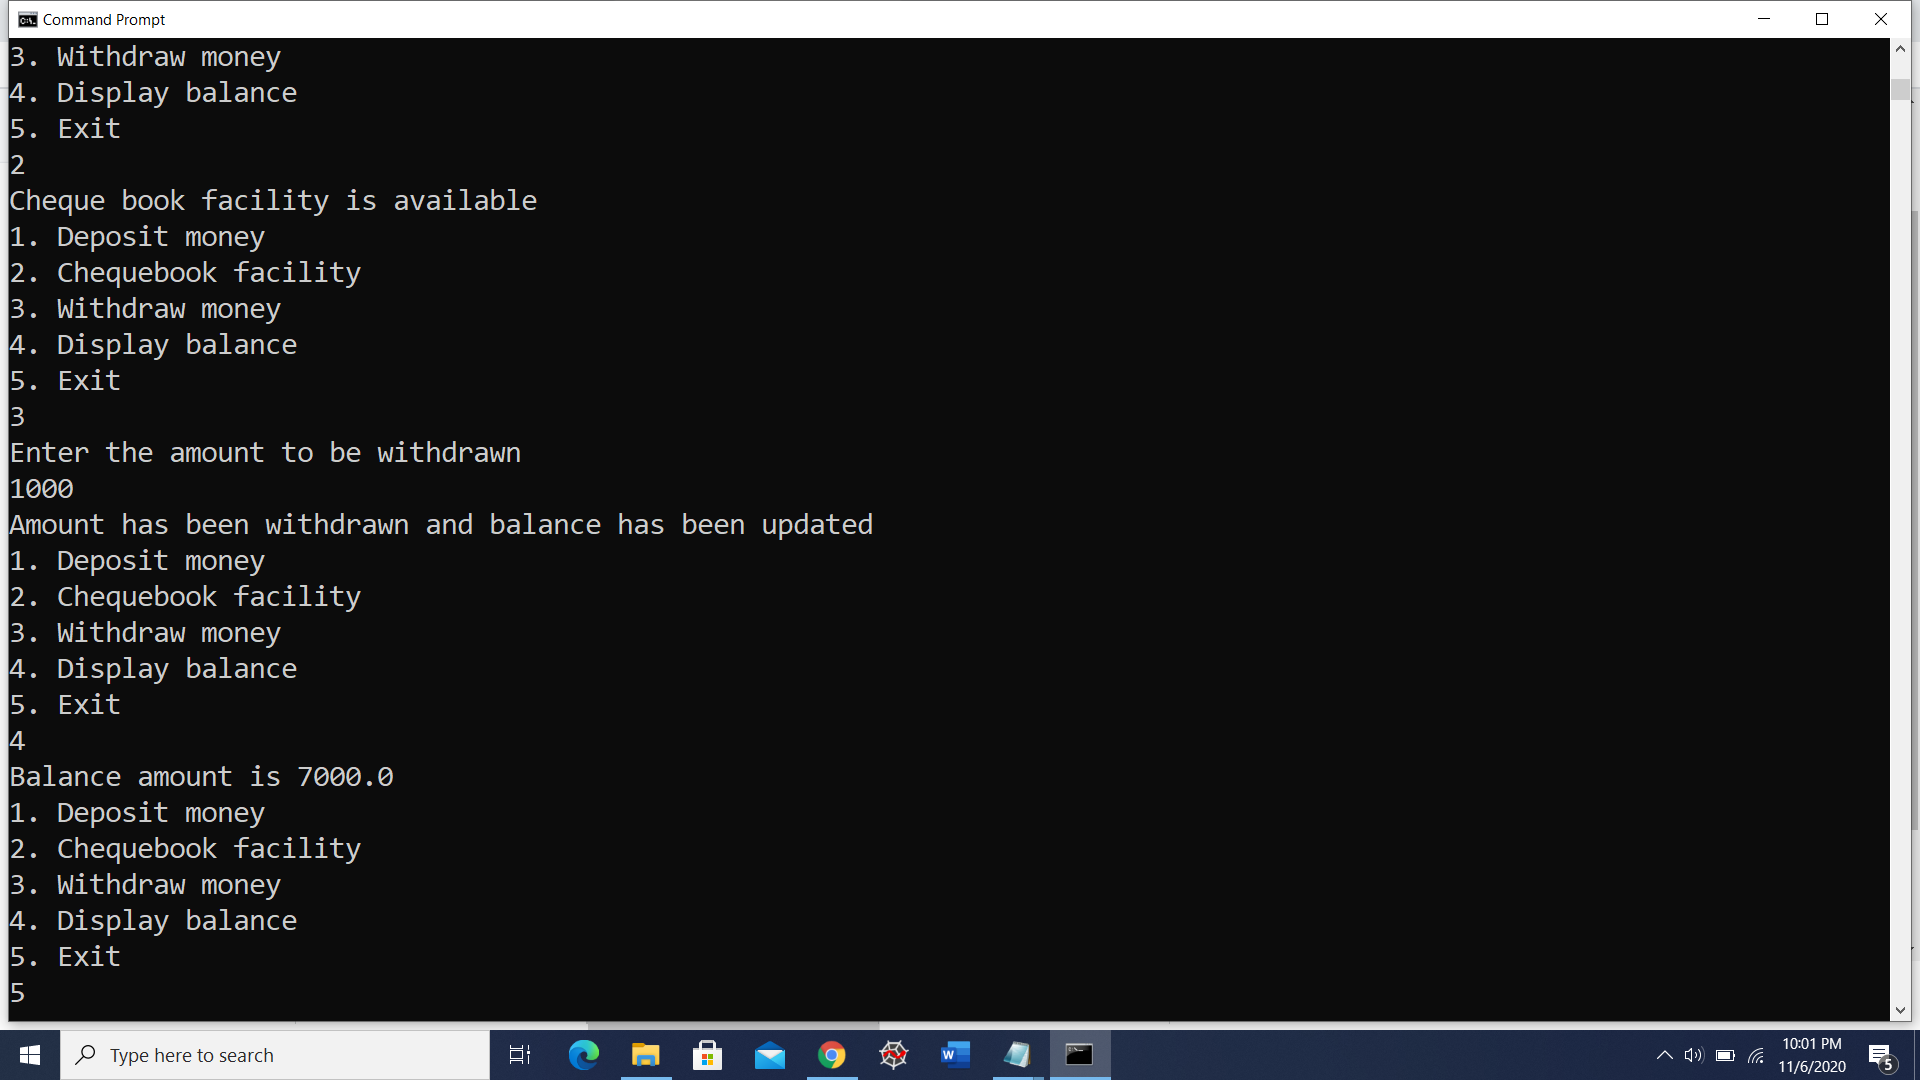 Command Prompt
3. Withdraw money
4. Display balance
5. Exit
2
Cheque book facility is available
1. Deposit money
2. Chequebook facility
3. Withdraw money
4. Display balance
5. Exit
3
Enter the amount to be withdrawn
1000
Amount has been withdrawn and balance has been updated
1. Deposit money
2. Chequebook facility
3. Withdraw money
4. Display balance
5. Exit
4
Balance amount is 7000.0
1. Deposit money
2. Chequebook facility
3. Withdraw money
4. Display balance
5. Exit
5
Type here to search
W
10:01 PM
11/6/2020
5